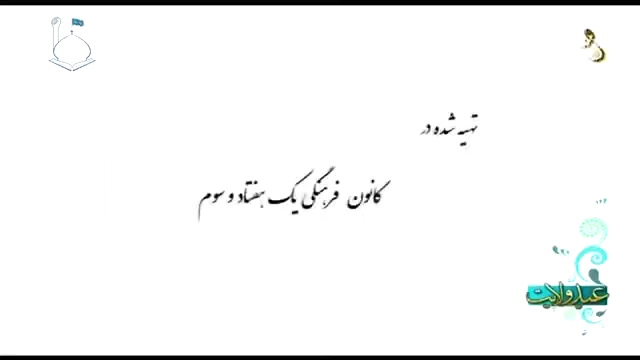 تهیه شده در
کانون فرهنگی یک هفتاد و سوم
عید ولایت